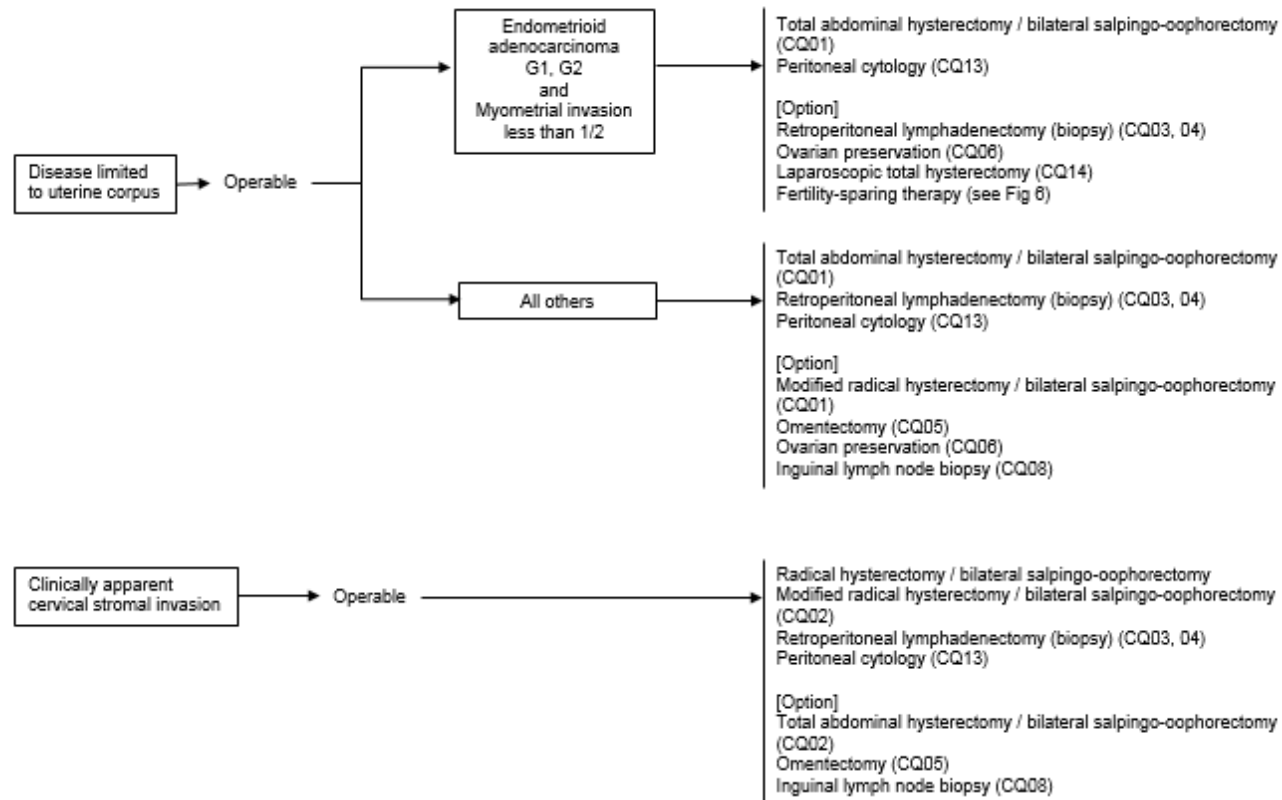 Disease limited
to uterine corpus
Operable
Endometrioid
adenocarcinoma
G1, G2
and
Myometrial invasion
less than 1/2
Total abdominal hysterectomy / bilateral salpingo-oophorectomy
(CQ01)
Peritoneal cytology (CQ13)
[Option]
Retroperitoneal lymphadenectomy (biopsy) (CQ03, 04)
Ovarian preservation (CQ06)
Laparoscopic total hysterectomy (CQ14)
Fertility-sparing therapy (see Fig 6)
All others
Total abdominal hysterectomy / bilateral salpingo-oophorectomy
(CQ01)
Retroperitoneal lymphadenectomy (biopsy) (CQ03, 04)
Peritoneal cytology (CQ13)
[Option]
Modified radical hysterectomy / bilateral salpingo-oophorectomy
(CQ01)
Omentectomy (CQ05)
Ovarian preservation (CQ06)
Inguinal lymph node biopsy (CQ08)
Clinically apparent
cervical stromal invasion
Operable
Radical hysterectomy / bilateral salpingo-oophorectomy
Modified radical hysterectomy / bilateral salpingo-oophorectomy
(CQ02)
Retroperitoneal lymphadenectomy (biopsy) (CQ03, 04)
Peritoneal cytology (CQ13)
[Option]
Total abdominal hysterectomy / bilateral salpingo-oophorectomy
(CQ02)
Omentectomy (CQ05)
Inguinal lymph node biopsy (CQ08)